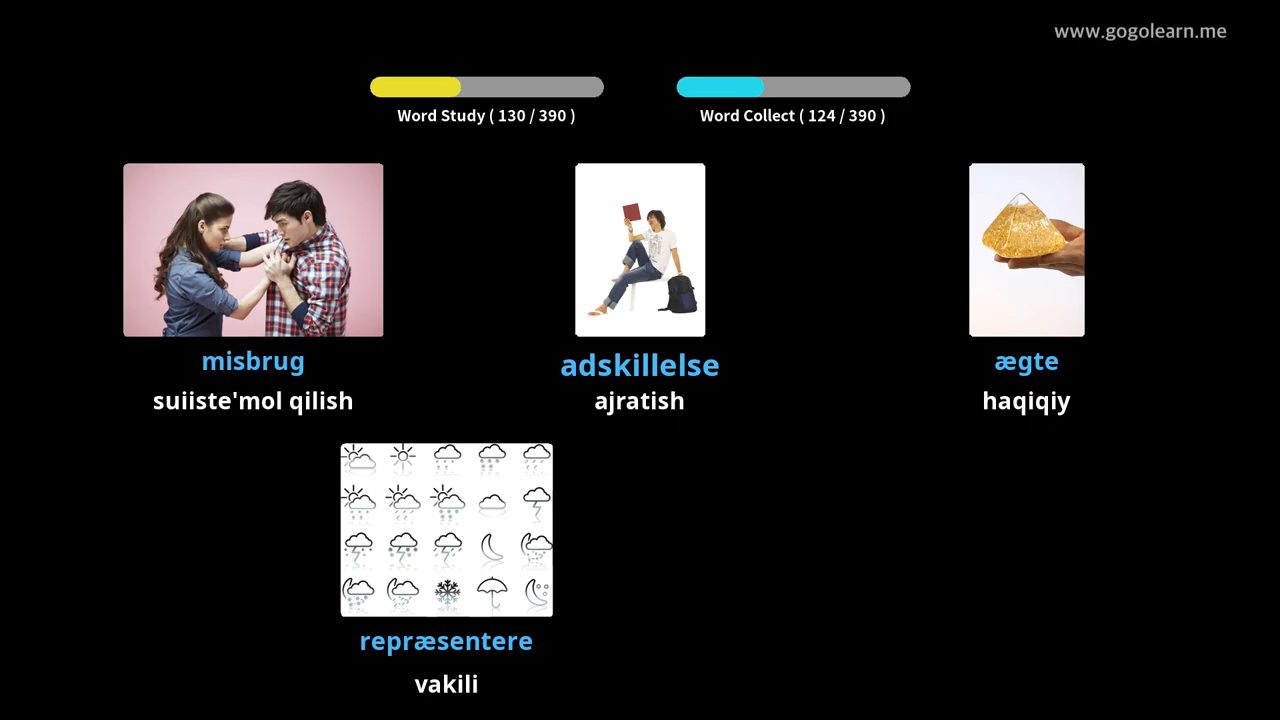 www.gogolearn.me
Word Study ( 130 / 390 )
Word Collect ( 124 / 390 )
misbrug
adskillelse
ægte
suiiste'mol qilish
ajratish
haqiqiy
repræsentere
vakili